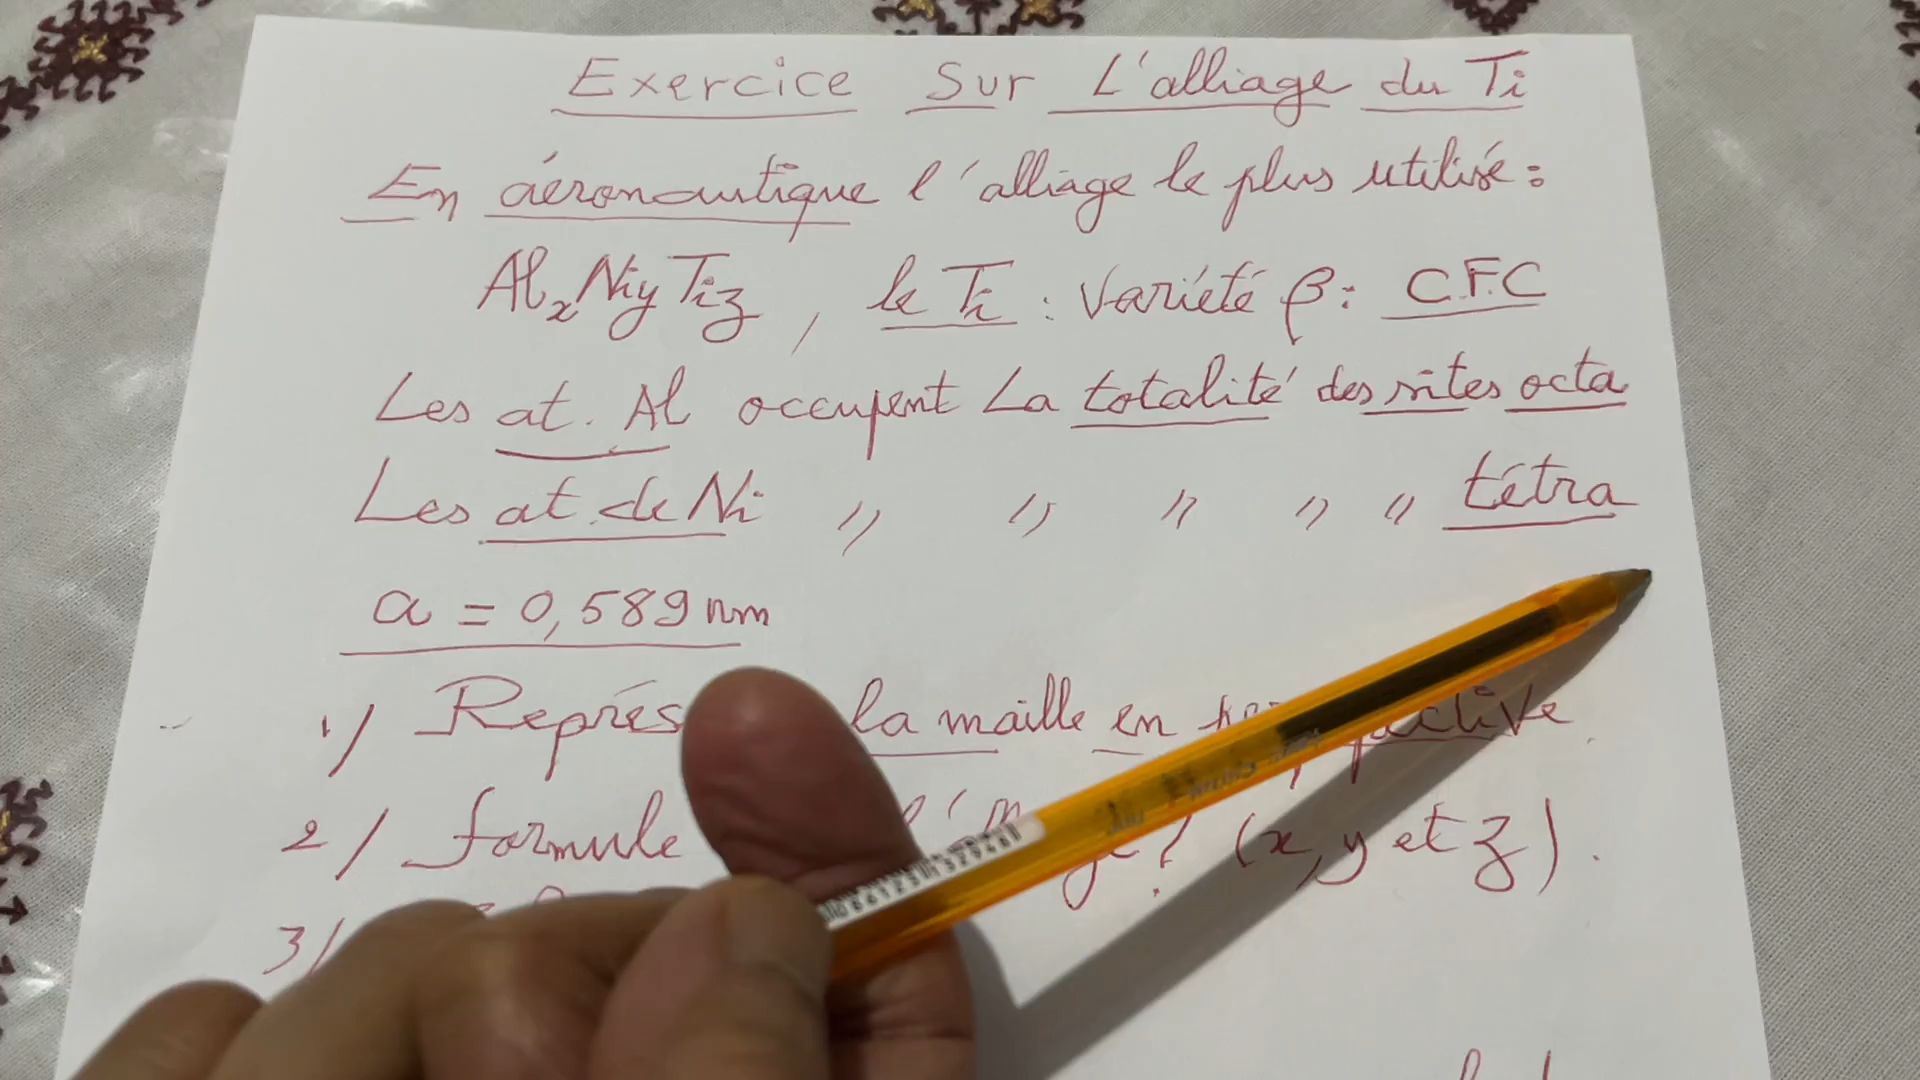 Exercice Sur L'alliage du Ti
En aéronautique l'alliage le plus utilisé :
AlxNiyTiz, le Ti : Variété β : C.F.C
Les at. Al occupent La totalité des sites octa
Les at. de Ni " " " " " tétra
a = 0,589 nm
1/ la maille en
2/ formule ? (x, y et z).
3/